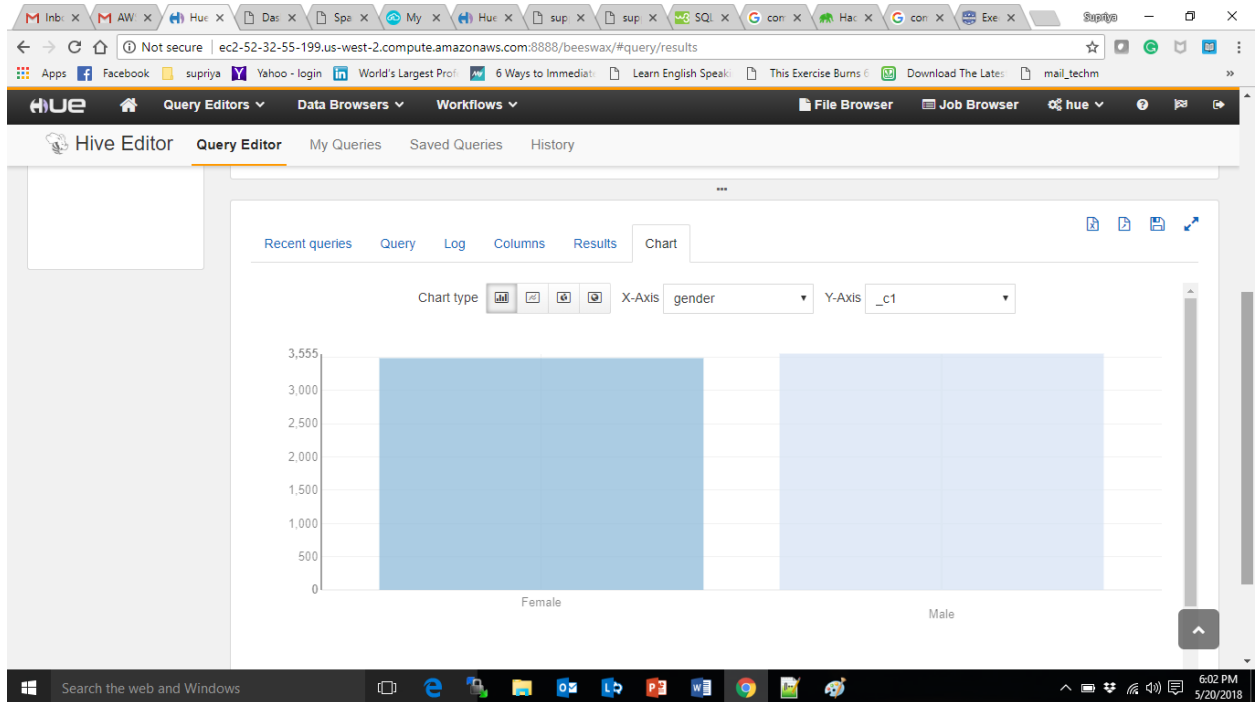 Inbc AW Hue Das Spa My Hue sup sup SQL con Hac con Exe Supriya
Not secure | ec2-52-32-55-199.us-west-2.compute.amazonaws.com:8888/beeswax/#query/results
Apps Facebook supriya Yahoo - login World's Largest Prof 6 Ways to Immediat Learn English Speak This Exercise Burns 6 Download The Lates mail_techm »
HUE Query Editors Data Browsers Workflows File Browser Job Browser hue
Hive Editor Query Editor My Queries Saved Queries History
Recent queries Query Log Columns Results Chart
Chart type X-Axis gender Y-Axis _c1
3,555
3,000
2,500
2,000
1,500
1,000
500
0
Female
Male
Search the web and Windows
6:02 PM
5/20/2018